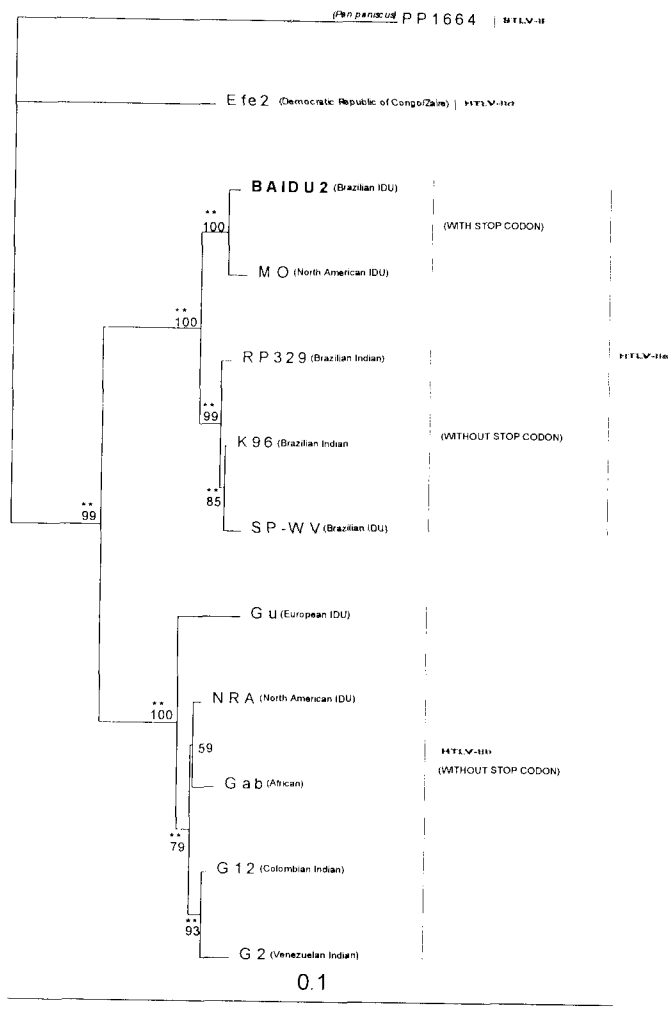 (Pan paniscus) PP1664 | STLV-II
Efe2 (Democratic Republic of Congo/Zaire) | HTLV-IId
BAIDU2 (Brazilian IDU)
**
100
(WITH STOP CODON)
MO (North American IDU)
**
100
RP329 (Brazilian Indian)
HTLV-IIa
**
99
K96 (Brazilian Indian
(WITHOUT STOP CODON)
**
85
**
99
SP-WV (Brazilian IDU)
Gu (European IDU)
NRA (North American IDU)
**
100
59
HTLV-IIb
(WITHOUT STOP CODON)
Gab (African)
**
79
G12 (Colombian Indian)
**
93
G2 (Venezuelan Indian)
0.1